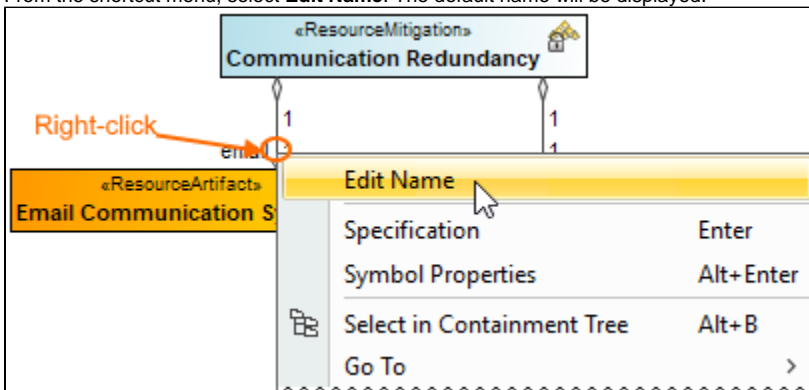 From the shortcut menu, select Edit Name. The default name will be displayed.
«ResourceMitigation»
Communication Redundancy
1
1
Right-click
email
1
1
«ResourceArtifact»
Email Communication S
Edit Name
Specification Enter
Symbol Properties Alt+Enter
Select in Containment Tree Alt+B
Go To >